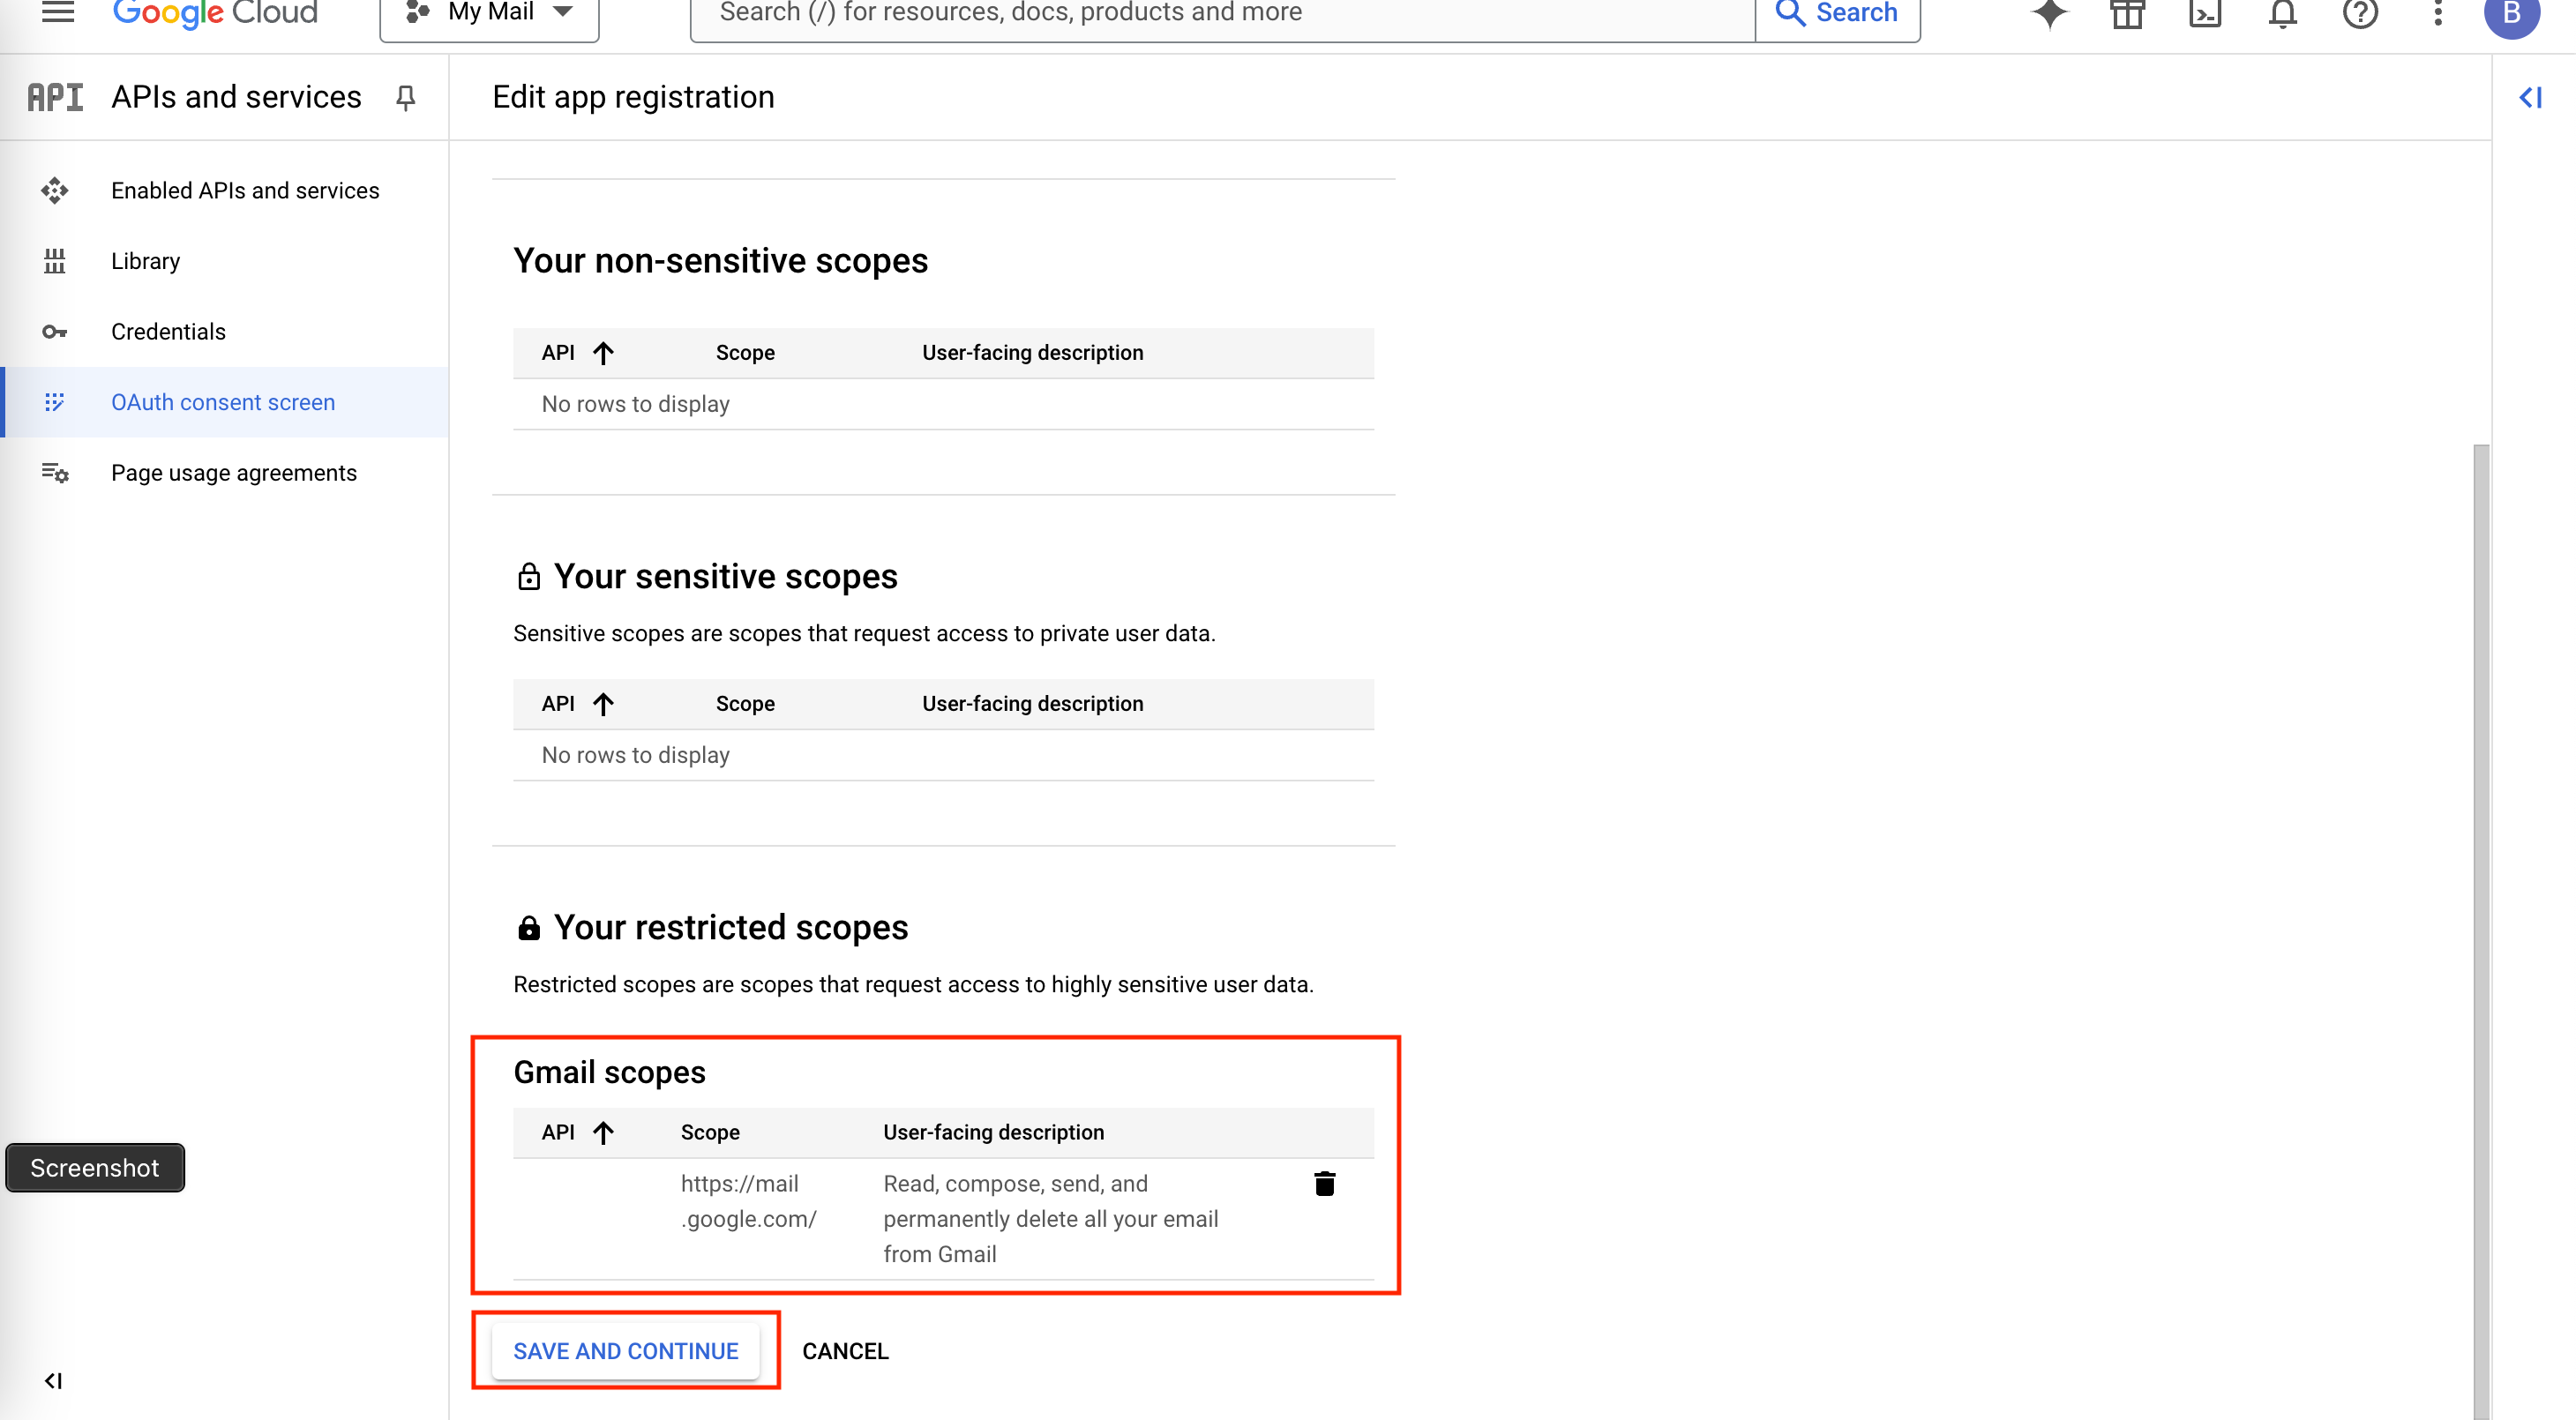 Google Cloud
My Mail
Search (/) for resources, docs, products and more
Search
B
API
APIs and services
Edit app registration
Enabled APIs and services
Library
Credentials
OAuth consent screen
Page usage agreements
Your non-sensitive scopes
API Scope User-facing description
No rows to display
Your sensitive scopes
Sensitive scopes are scopes that request access to private user data.
API Scope User-facing description
No rows to display
Your restricted scopes
Restricted scopes are scopes that request access to highly sensitive user data.
Gmail scopes
API Scope User-facing description
https://mail
.google.com/
Read, compose, send, and
permanently delete all your email
from Gmail
Screenshot
SAVE AND CONTINUE
CANCEL